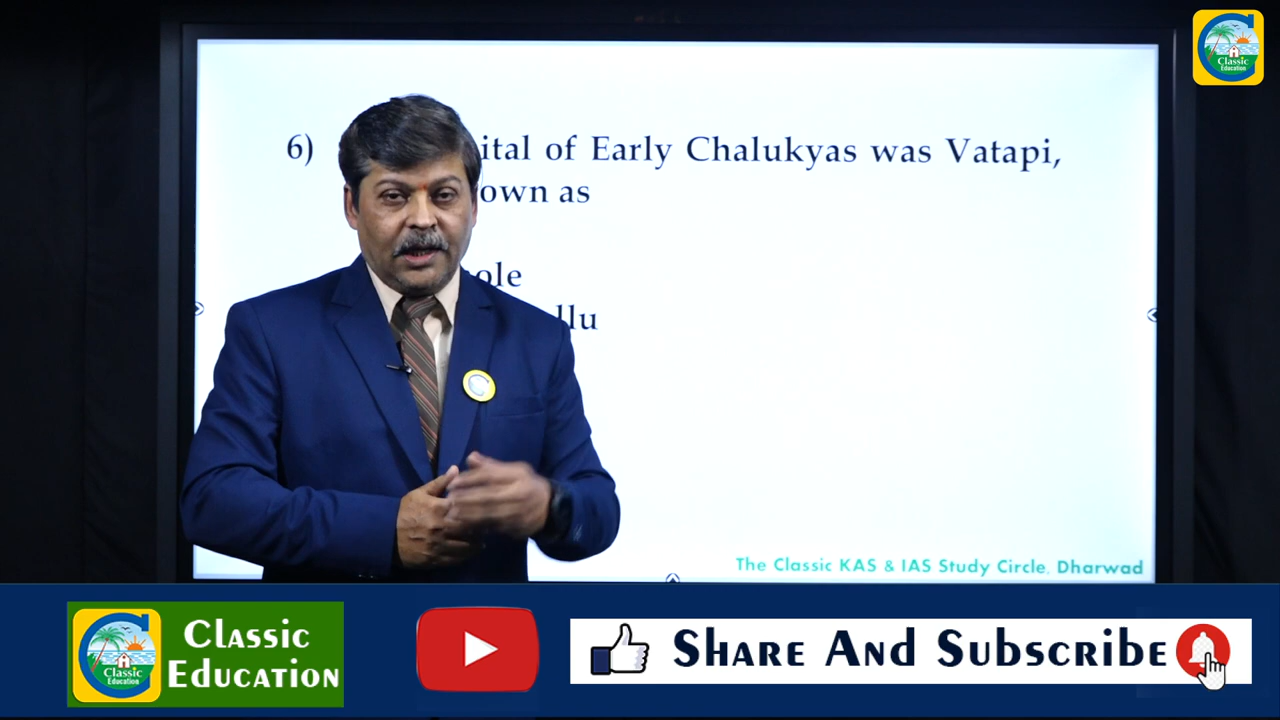 Classic
Education
6) ital of Early Chalukyas was Vatapi,
own as
ole
llu
The Classic KAS & IAS Study Circle, Dharwad
Classic
Education
Classic
Education
Share And Subscribe